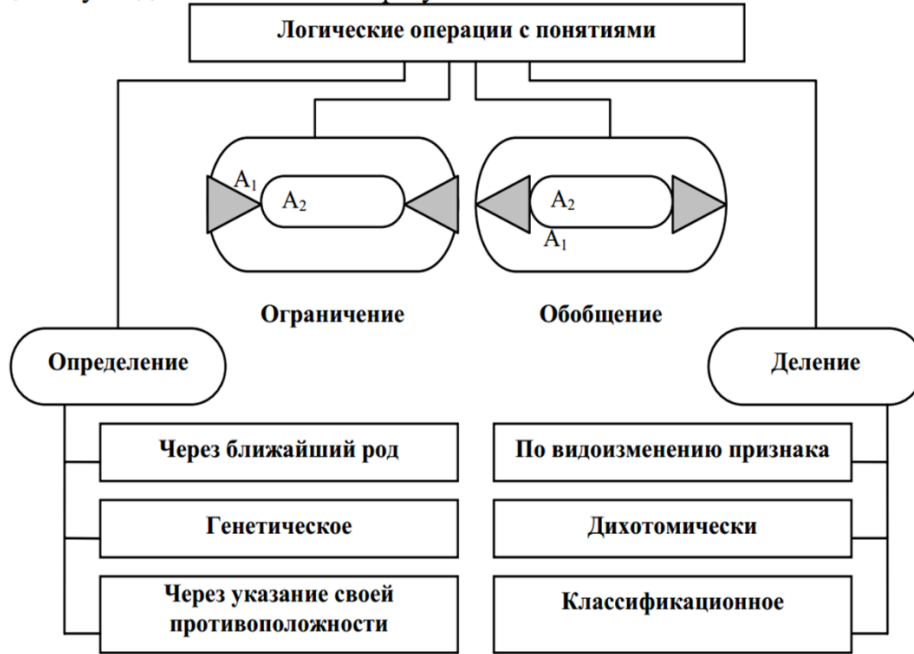 Логические операции с понятиями
A1
A2
A2
A1
Ограничение
Обобщение
Определение
Деление
Через ближайший род
По видоизменению признака
Генетическое
Дихотомически
Через указание своей
противоположности
Классификационное